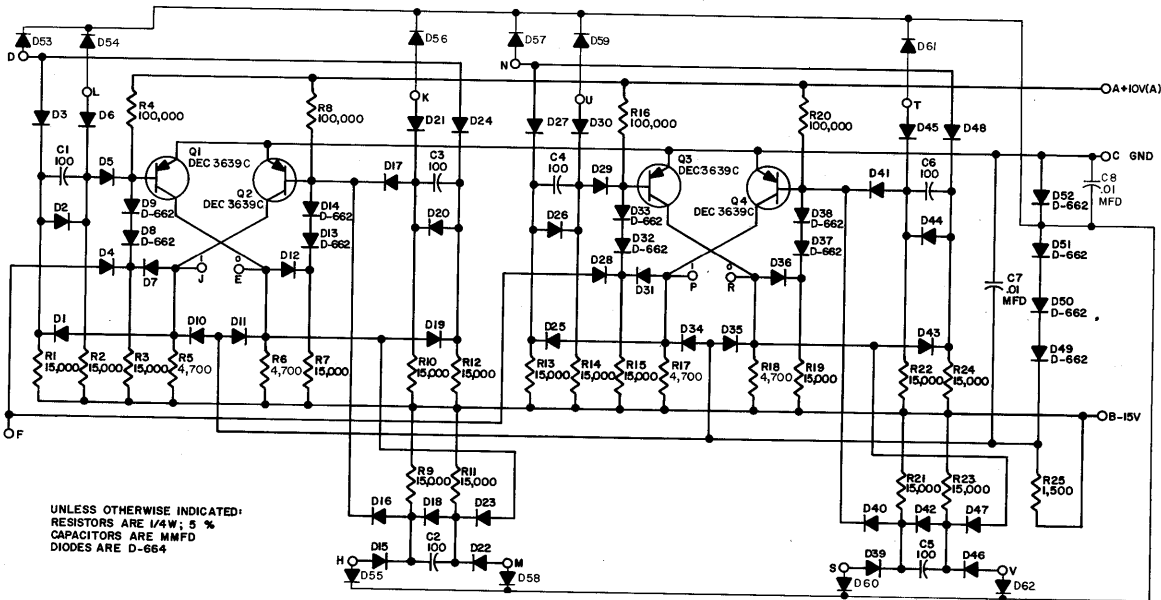 D53
D54
D56
D57
D59
D61
D
N
L
K
U
T
A+10V(A)
D3
D6
R4
100,000
R8
100,000
D21
D24
D27
D30
R16
100,000
R20
100,000
D45
D48
C1
100
D5
Q1
DEC 3639C
Q2
DEC 3639C
D17
C3
100
C4
100
D29
Q3
DEC3639C
Q4
DEC 3639C
D41
C6
100
C GND
C8
.01
MFD
D52
D-662
D2
D9
D-662
D8
D-662
D14
D-662
D13
D-662
D20
D26
D33
D-662
D32
D-662
D38
D-662
D37
D-662
D44
D51
D-662
D4
D7
1
J
0
E
D12
D28
D31
1
P
0
R
D36
C7
.01
MFD
D50
D-662
D1
D10
D11
D19
D25
D34
D35
D43
D49
D-662
R1
15,000
R2
15,000
R3
15,000
R5
4,700
R6
4,700
R7
15,000
R10
15,000
R12
15,000
R13
15,000
R14
15,000
R15
15,000
R17
4,700
R18
4,700
R19
15,000
R22
15,000
R24
15,000
B-15V
F
R9
15,000
R11
15,000
R21
15,000
R23
15,000
R25
1,500
D16
D18
D23
D40
D42
D47
UNLESS OTHERWISE INDICATED:
RESISTORS ARE 1/4W; 5 %
CAPACITORS ARE MMFD
DIODES ARE D-664
H
D15
C2
100
D22
M
S
D39
C5
100
D46
V
D55
D58
D60
D62